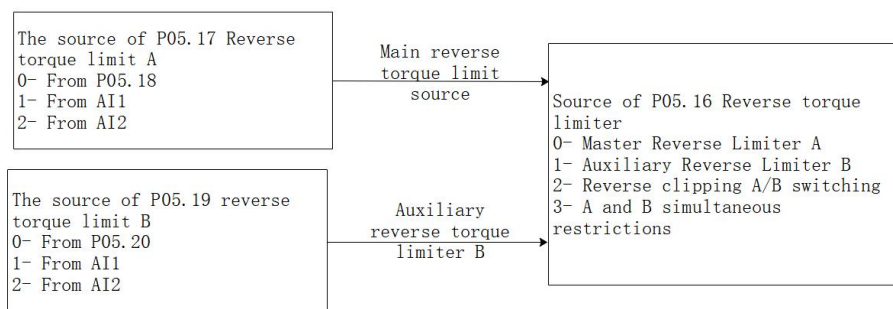 The source of P05.17 Reverse
torque limit A
0- From P05.18
1- From AI1
2- From AI2
Main reverse
torque limit
source
The source of P05.19 reverse
torque limit B
0- From P05.20
1- From AI1
2- From AI2
Auxiliary
reverse torque
limiter B
Source of P05.16 Reverse torque
limiter
0- Master Reverse Limiter A
1- Auxiliary Reverse Limiter B
2- Reverse clipping A/B switching
3- A and B simultaneous
restrictions